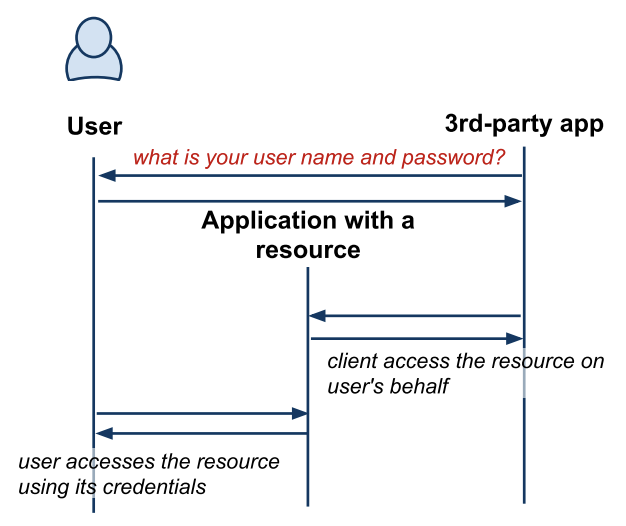 User
3rd-party app
what is your user name and password?
Application with a
resource
client access the resource on
user's behalf
user accesses the resource
using its credentials